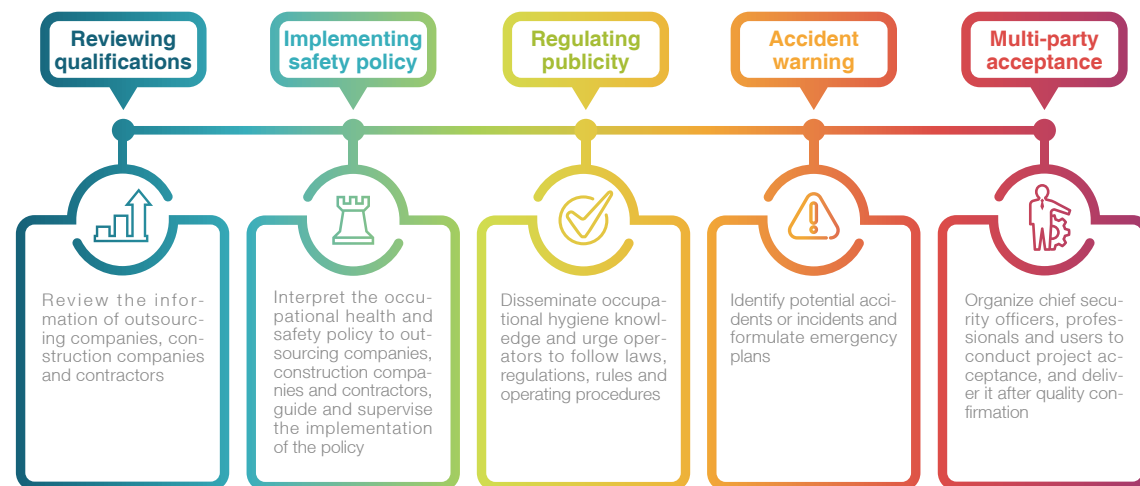 Reviewing
qualifications
Implementing
safety policy
Regulating
publicity
Accident
warning
Multi-party
acceptance
Review the infor-
mation of outsourc-
ing companies, con-
struction companies
and contractors
Interpret the occu-
pational health and
safety policy to out-
sourcing companies,
construction compa-
nies and contractors,
guide and supervise
the implementation
of the policy
Disseminate occupa-
tional hygiene knowl-
edge and urge oper-
ators to follow laws,
regulations, rules and
operating procedures
Identify potential acci-
dents or incidents and
formulate emergency
plans
Organize chief secu-
rity officers, profes-
sionals and users to
conduct project ac-
ceptance, and deliv-
er it after quality con-
firmation